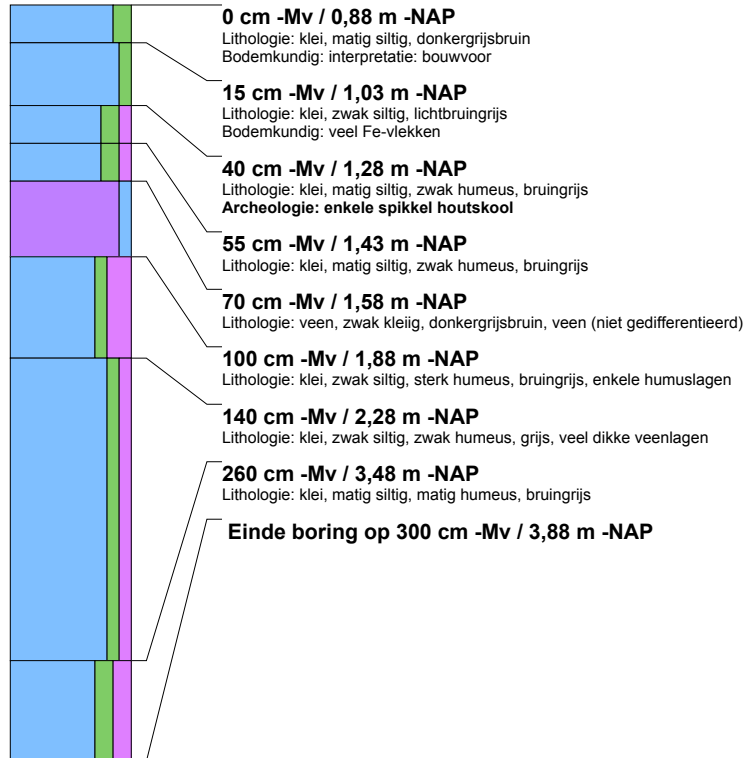 0 cm -Mv / 0,88 m -NAP
Lithologie: klei, matig siltig, donkergrijsbruin
Bodemkundig: interpretatie: bouwvoor
15 cm -Mv / 1,03 m -NAP
Lithologie: klei, zwak siltig, lichtbruingrijs
Bodemkundig: veel Fe-vlekken
40 cm -Mv / 1,28 m -NAP
Lithologie: klei, matig siltig, zwak humeus, bruingrijs
Archeologie: enkele spikkel houtskool
55 cm -Mv / 1,43 m -NAP
Lithologie: klei, matig siltig, zwak humeus, bruingrijs
70 cm -Mv / 1,58 m -NAP
Lithologie: veen, zwak kleiig, donkergrijsbruin, veen (niet gedifferentieerd)
100 cm -Mv / 1,88 m -NAP
Lithologie: klei, zwak siltig, sterk humeus, bruingrijs, enkele humuslagen
140 cm -Mv / 2,28 m -NAP
Lithologie: klei, zwak siltig, zwak humeus, grijs, veel dikke veenlagen
260 cm -Mv / 3,48 m -NAP
Lithologie: klei, matig siltig, matig humeus, bruingrijs
Einde boring op 300 cm -Mv / 3,88 m -NAP